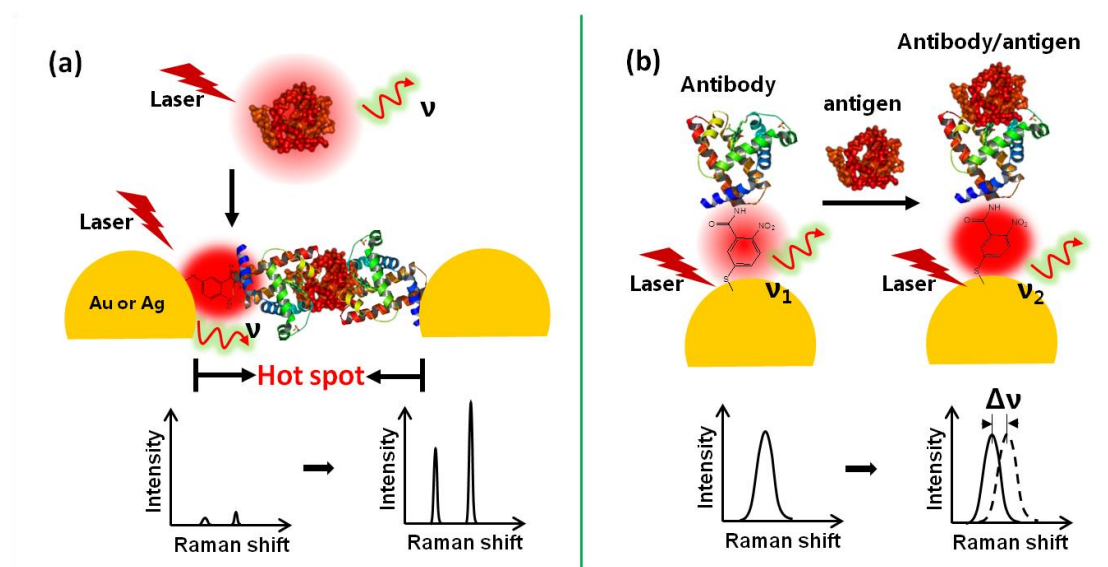 (a)
Laser
ν
Laser
Au or Ag
ν
Hot spot
Intensity
Raman shift
Intensity
Raman shift
(b)
Antibody
antigen
Antibody/antigen
NH
O
NO₂
S
Laser
ν₁
NH
O
NO₂
S
Laser
ν₂
Intensity
Raman shift
Δν
Intensity
Raman shift